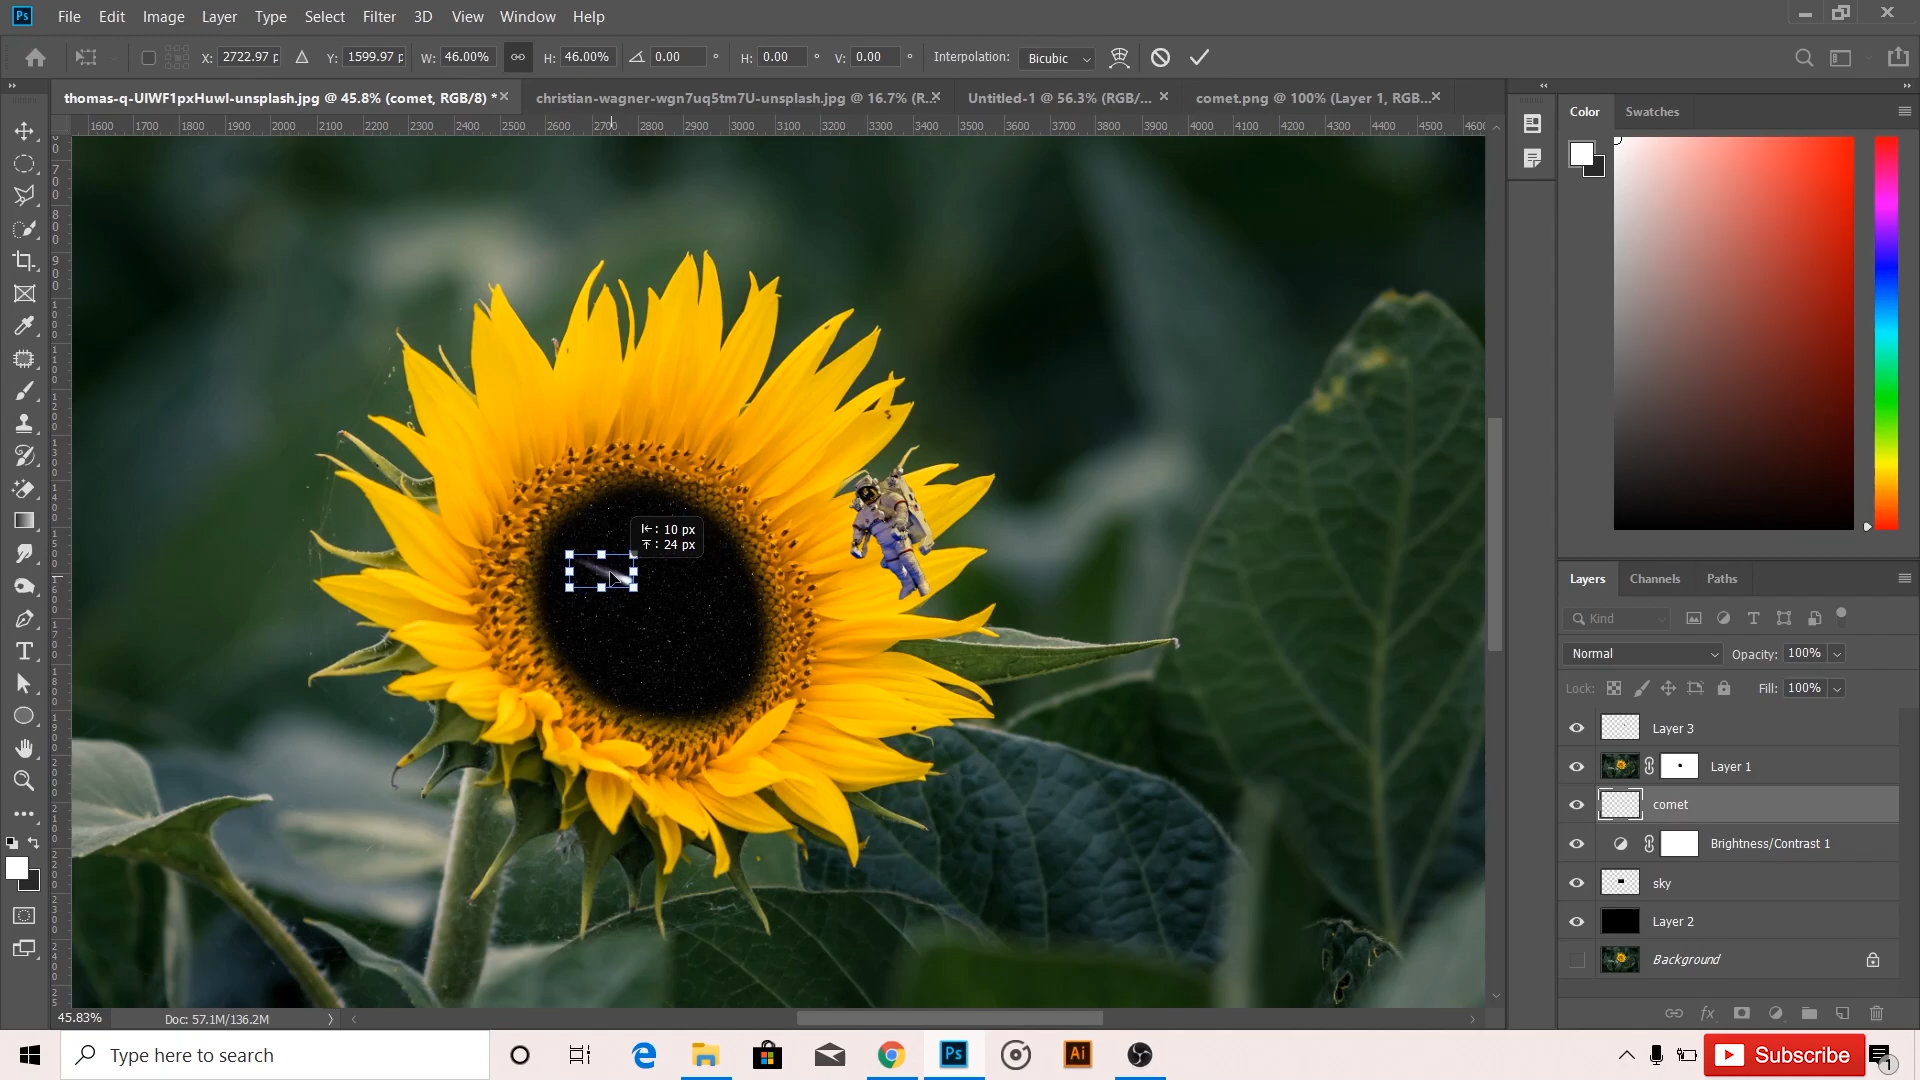 Ps File Edit Image Layer Type Select Filter 3D View Window Help
X: 2722.97 p Y: 1599.97 p W: 46.00% H: 46.00% 0.00 ° H: 0.00 ° V: 0.00 ° Interpolation: Bicubic
thomas-q-UIWF1pxHuwI-unsplash.jpg @ 45.8% (comet, RGB/8) * christian-wagner-wgn7uq5tm7U-unsplash.jpg @ 16.7% (R... Untitled-1 @ 56.3% (RGB/... comet.png @ 100% (Layer 1, RGB...
1600 1700 1800 1900 2000 2100 2200 2300 2400 2500 2600 2700 2800 2900 3000 3100 3200 3300 3400 3500 3600 3700 3800 3900 4000 4100 4200 4300 4400 4500 4600
Color Swatches
: 10 px
: 24 px
Layers Channels Paths
Kind
Normal Opacity: 100%
Lock: Fill: 100%
Layer 3
Layer 1
comet
Brightness/Contrast 1
sky
Layer 2
Background
45.83% Doc: 57.1M/136.2M
Type here to search
Ps Ai Subscribe 1